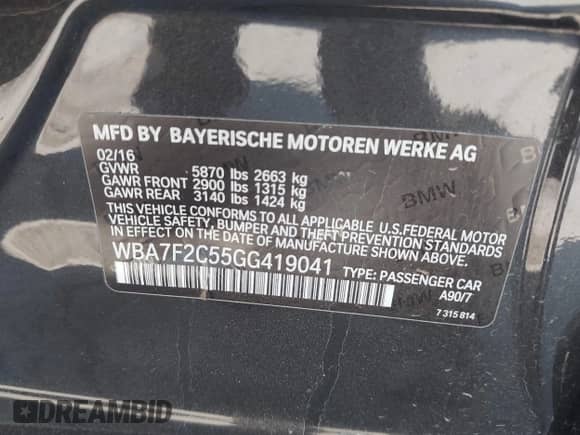 MFD BY BAYERISCHE MOTOREN WERKE AG
02/16
GVWR : 5870 lbs 2663 kg
GAWR FRONT 2900 lbs 1315 kg
GAWR REAR 3140 lbs 1424 kg
THIS VEHICLE CONFORMS TO ALL APPLICABLE U.S.FEDERAL MOTOR
VEHICLE SAFETY, BUMPER AND THEFT PREVENTION STANDARDS
IN EFFECT ON THE DATE OF MANUFACTURE SHOWN ABOVE.
WBA7F2C55GG419041 TYPE: PASSENGER CAR
A90/7
7 315 814
BMW
DREAMBID